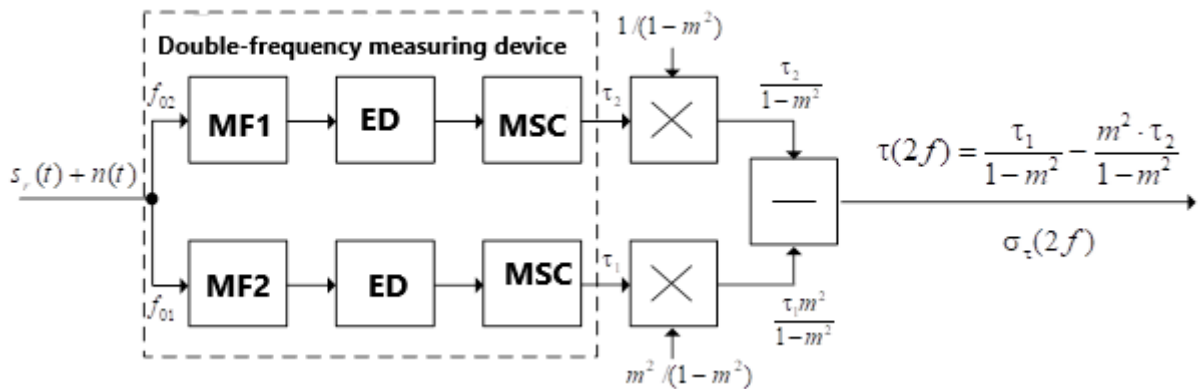 1/(1−m²)
Double-frequency measuring device
f₀₂
MF1
ED
MSC
τ₂
×
τ₂/(1−m²)
s_r(t)+n(t)
—
τ(2f) = τ₁/(1−m²) − m²·τ₂/(1−m²)
σ_τ(2f)
f₀₁
MF2
ED
MSC
τ₁
×
τ₁m²/(1−m²)
m²/(1−m²)